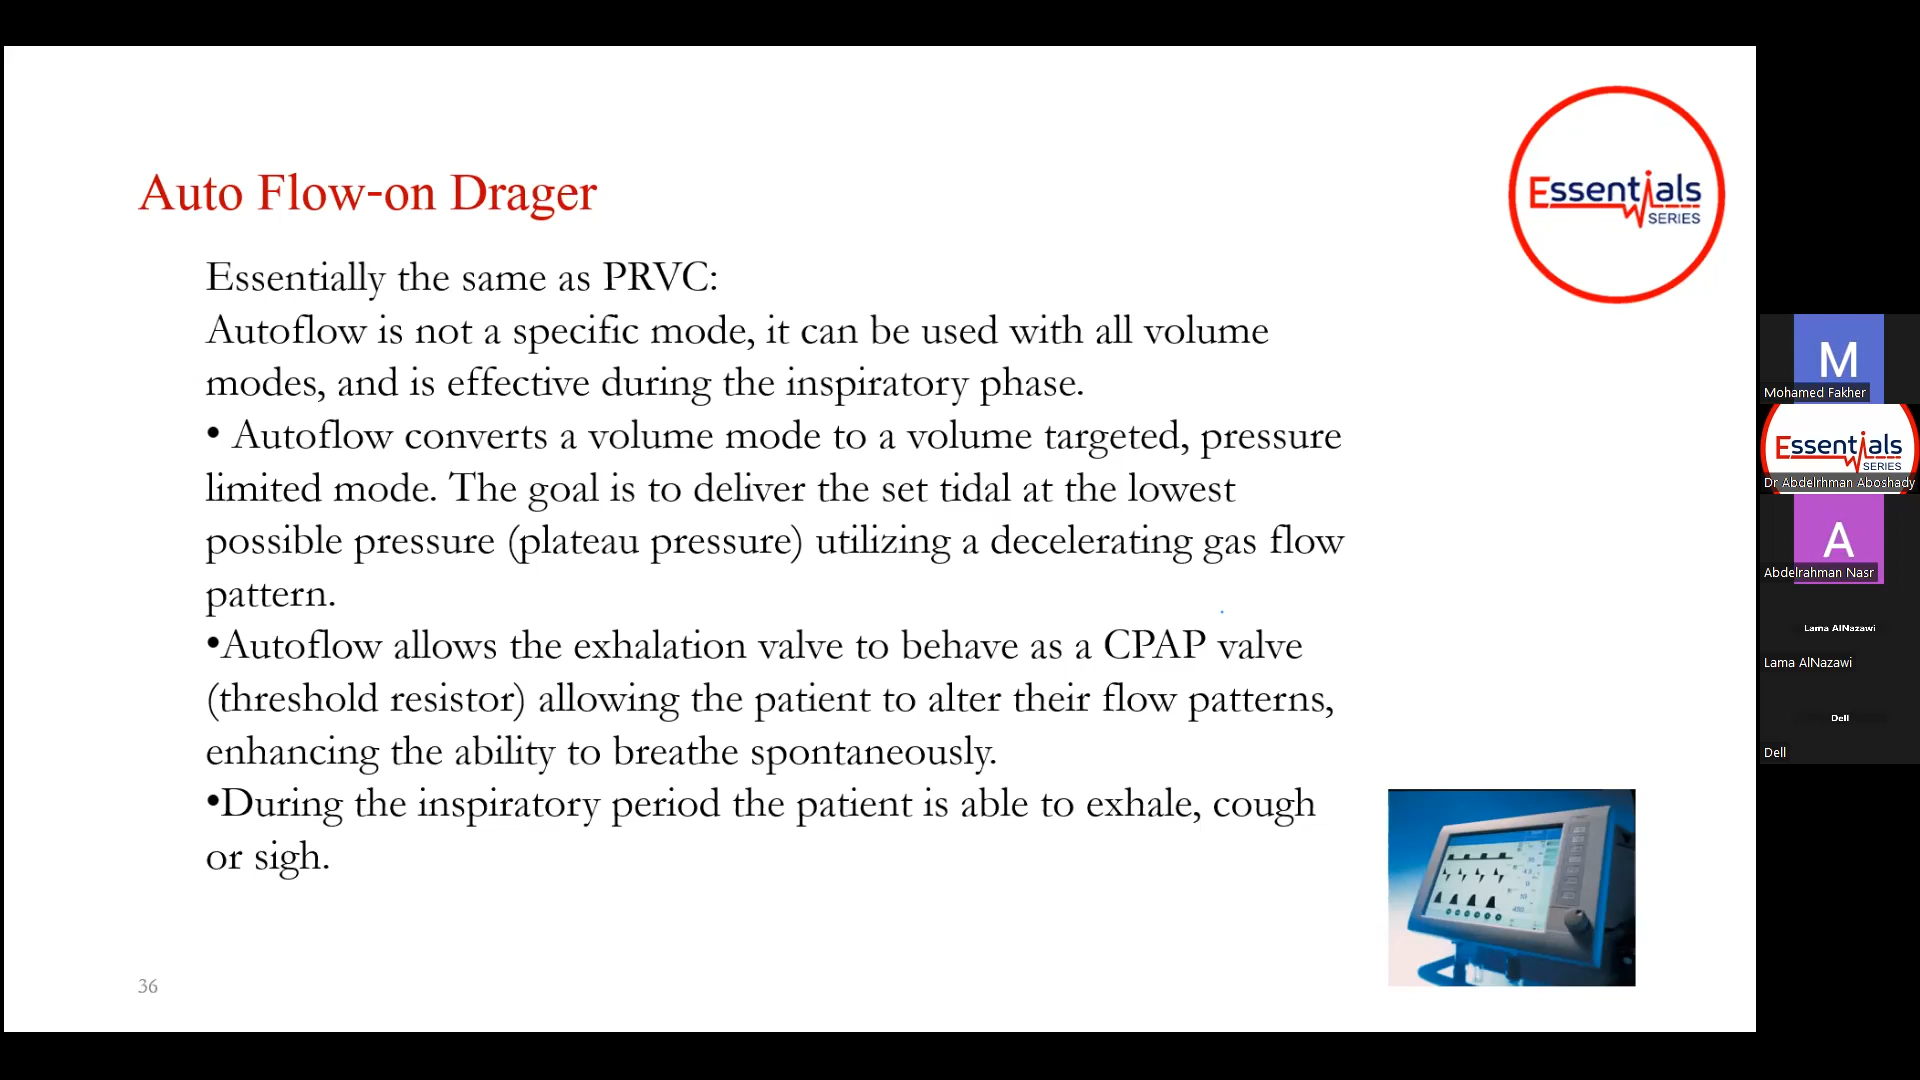 Auto Flow-on Drager
Essentials
SERIES
Essentially the same as PRVC:
Autoflow is not a specific mode, it can be used with all volume
modes, and is effective during the inspiratory phase.
• Autoflow converts a volume mode to a volume targeted, pressure
limited mode. The goal is to deliver the set tidal at the lowest
possible pressure (plateau pressure) utilizing a decelerating gas flow
pattern.
•Autoflow allows the exhalation valve to behave as a CPAP valve
(threshold resistor) allowing the patient to alter their flow patterns,
enhancing the ability to breathe spontaneously.
•During the inspiratory period the patient is able to exhale, cough
or sigh.
36
M
Mohamed Fakher
Essentials
SERIES
Dr Abdelrhman Aboshady
A
Abdelrahman Nasr
Lama AlNazawi
Lama AlNazawi
Dell
Dell